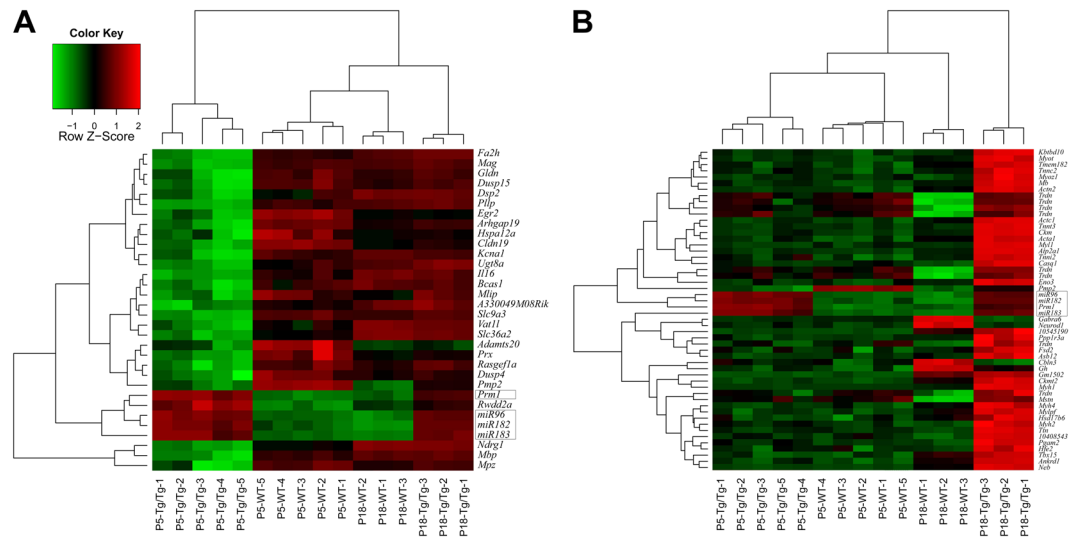 A
Color Key
−1 0 1 2
Row Z−Score
Fa2h
Mag
Gldn
Dusp15
Dsp2
Pllp
Egr2
Arhgap19
Hspa12a
Cldn19
Kcna1
Ugt8a
Il16
Bcas1
Mlip
A330049M08Rik
Slc9a3
Vat1l
Slc36a2
Adamts20
Prx
Rasgef1a
Dusp4
Pmp2
Prm1
Rwdd2a
miR96
miR182
miR183
Ndrg1
Mbp
Mpz
P5-Tg/Tg-1
P5-Tg/Tg-2
P5-Tg/Tg-3
P5-Tg/Tg-4
P5-Tg/Tg-5
P5-WT-5
P5-WT-4
P5-WT-3
P5-WT-2
P5-WT-1
P18-WT-2
P18-WT-1
P18-WT-3
P18-Tg/Tg-3
P18-Tg/Tg-2
P18-Tg/Tg-1
B
Kbtbd10
Myot
Tmem182
Tnnc2
Myoz1
Mb
Actn2
Trdn
Trdn
Trdn
Trdn
Actc1
Tnnt3
Ckm
Acta1
Myl1
Atp2a1
Tnni2
Casq1
Trdn
Trdn
Eno3
Pmp2
miR96
miR182
Prm1
miR183
Gabra6
Neurod1
10545190
Ppp1r3a
Trdn
Fsd2
Asb12
Cbln3
Gh
Gm1592
Ckmt2
Myh1
Trdn
Mstn
Myh4
Mylpf
Hsd17b6
Myh2
Ttn
10408543
Pgam2
Hfe2
Tbx15
Ankrd1
Neb
P5-Tg/Tg-1
P5-Tg/Tg-2
P5-Tg/Tg-3
P5-Tg/Tg-5
P5-Tg/Tg-4
P5-WT-4
P5-WT-3
P5-WT-2
P5-WT-1
P5-WT-5
P18-WT-1
P18-WT-2
P18-WT-3
P18-Tg/Tg-3
P18-Tg/Tg-2
P18-Tg/Tg-1